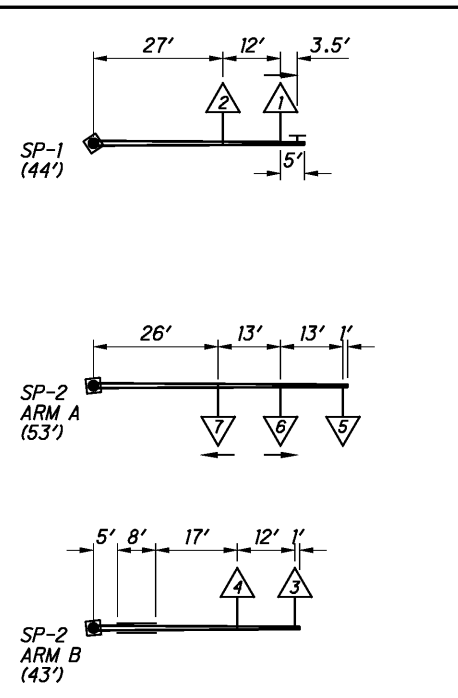 27' 12' 3.5'
2 1
SP-1
(44')
5'
26' 13' 13' 1'
SP-2
ARM A
(53')
7 6 5
5' 8' 17' 12' 1'
4 3
SP-2
ARM B
(43')